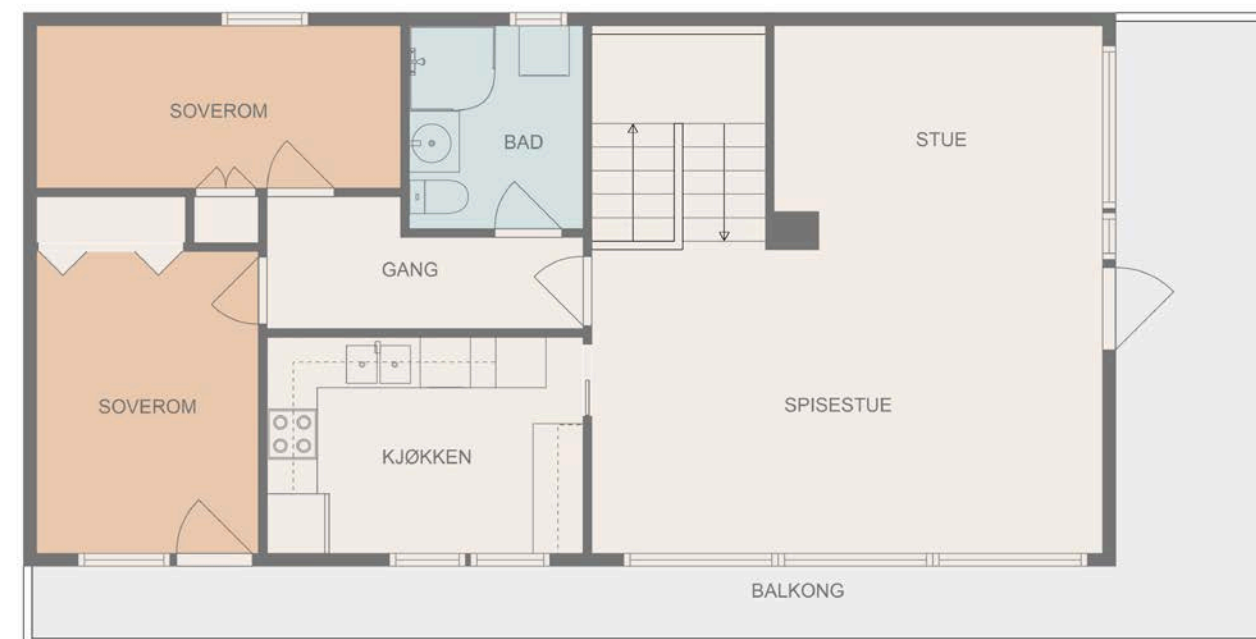 SOVEROM
BAD
STUE
GANG
SOVEROM
SPISESTUE
KJØKKEN
BALKONG